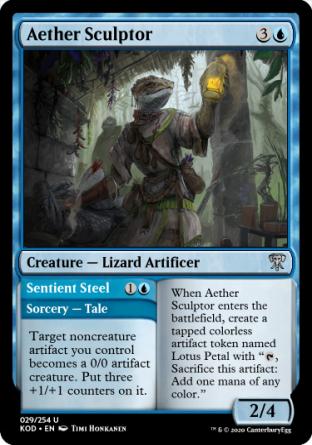 Aether Sculptor 3
Creature — Lizard Artificer
Sentient Steel 1
Sorcery — Tale
Target noncreature
artifact you control
becomes a 0/0 artifact
creature. Put three
+1/+1 counters on it.
When Aether
Sculptor enters the
battlefield, create a
tapped colorless
artifact token named
Lotus Petal with “,
Sacrifice this artifact:
Add one mana of any
color.”
2/4
029/254 U
KOD • EN Timi Honkanen
™ & © 2020 CanterburyEgg